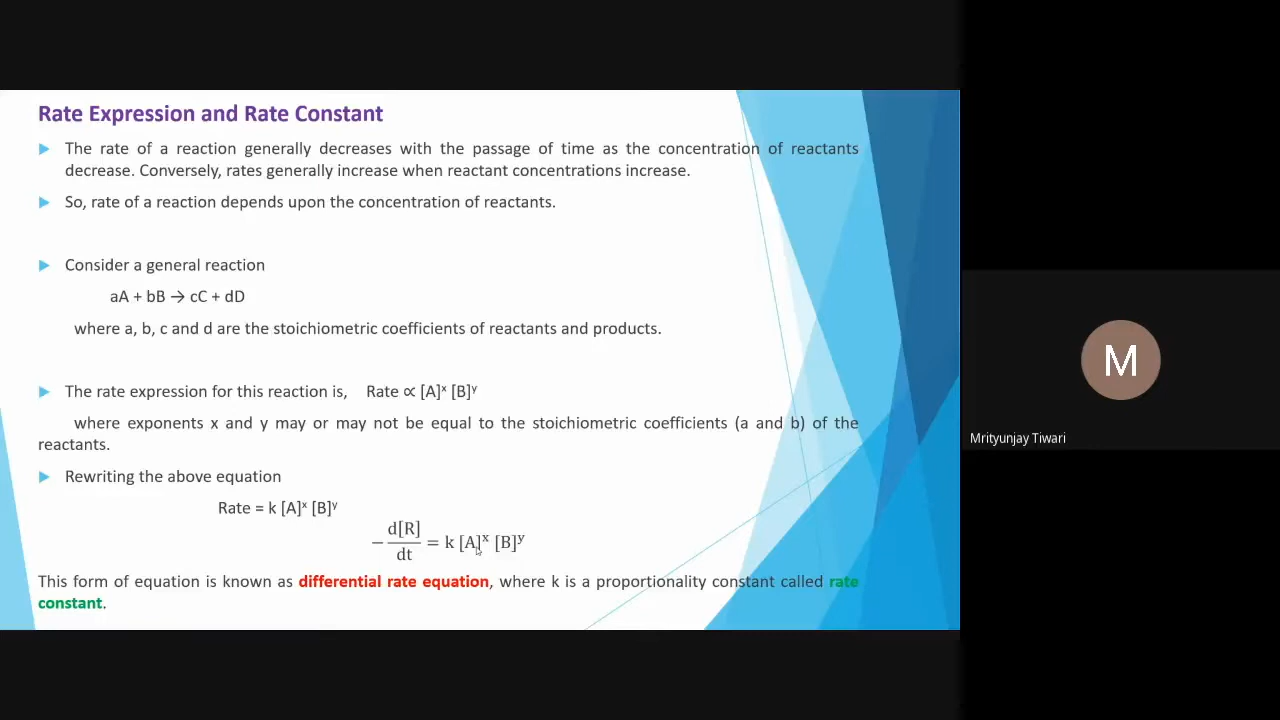 Rate Expression and Rate Constant
The rate of a reaction generally decreases with the passage of time as the concentration of reactants
decrease. Conversely, rates generally increase when reactant concentrations increase.
So, rate of a reaction depends upon the concentration of reactants.
Consider a general reaction
aA + bB → cC + dD
where a, b, c and d are the stoichiometric coefficients of reactants and products.
The rate expression for this reaction is, Rate ∝ [A]ˣ [B]ʸ
where exponents x and y may or may not be equal to the stoichiometric coefficients (a and b) of the
reactants.
Rewriting the above equation
Rate = k [A]ˣ [B]ʸ
− d[R]/dt = k [A]ˣ [B]ʸ
This form of equation is known as differential rate equation, where k is a proportionality constant called rate
constant.
M
Mrityunjay Tiwari